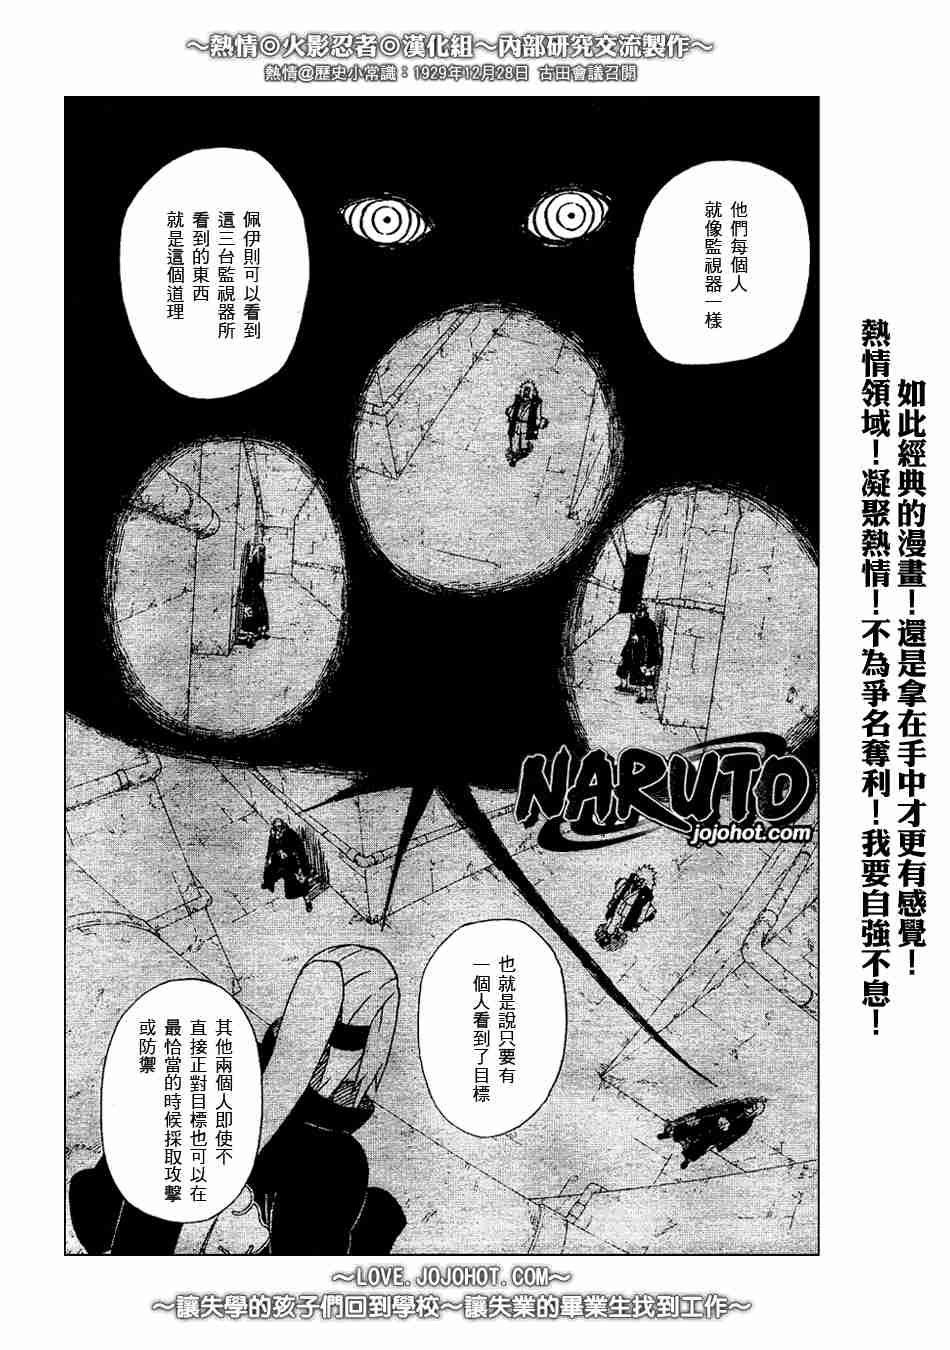 ～熱情◎火影忍者◎漢化組～內部研究交流製作～
熱情@歷史小常識：1929年12月28日 古田會議召開
他們每個人
就像監視器一樣
佩伊則可以看到
這三台監視器所
看到的東西
就是這個道理
如此經典的漫畫！還是拿在手中才更有感覺！
熱情領域！凝聚熱情！不為爭名奪利！我要自強不息！
NARUTO
jojohot.com
也就是說只要有
一個人看到了目標
其他兩個人即使不
直接正對目標也可以在
最恰當的時候採取攻擊
或防禦
～LOVE.JOJOHOT.COM～
～讓失學的孩子們回到學校～讓失業的畢業生找到工作～